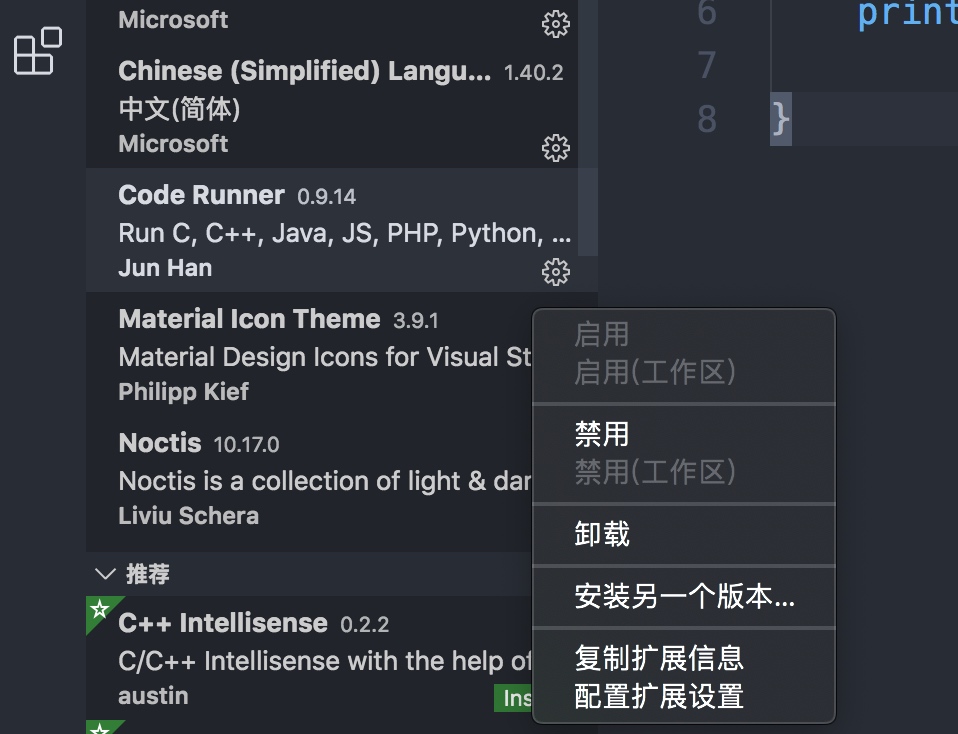 Microsoft
Chinese (Simplified) Langu... 1.40.2
中文(简体)
Microsoft
Code Runner 0.9.14
Run C, C++, Java, JS, PHP, Python, ...
Jun Han
Material Icon Theme 3.9.1
Material Design Icons for Visual St
Philipp Kief
Noctis 10.17.0
Noctis is a collection of light & dar
Liviu Schera
推荐
C++ Intellisense 0.2.2
C/C++ Intellisense with the help of
austin
Ins
启用
启用(工作区)
禁用
禁用(工作区)
卸载
安装另一个版本...
复制扩展信息
配置扩展设置
6 print
7
8 }